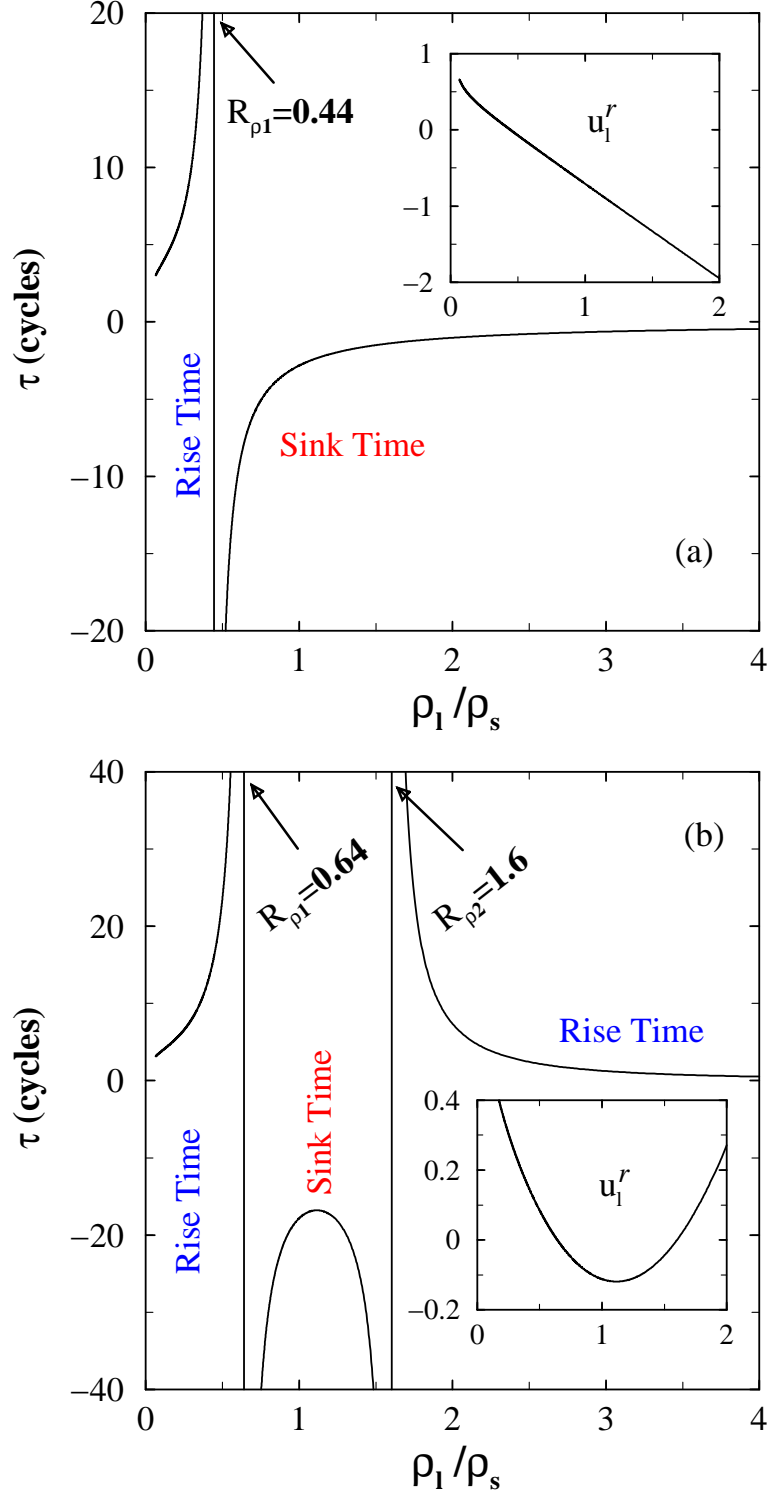 20
10
0
−10
−20
τ (cycles)
R_ρ1=0.44
1
0
−1
−2
u_l^r
0 1 2
Rise Time
Sink Time
(a)
0 1 2 3 4
ρ_l /ρ_s
40
20
0
−20
−40
τ (cycles)
R_ρ1=0.64
R_ρ2=1.6
(b)
Rise Time
Sink Time
Rise Time
0.4
0.2
0
−0.2
u_l^r
0 1 2
0 1 2 3 4
ρ_l /ρ_s